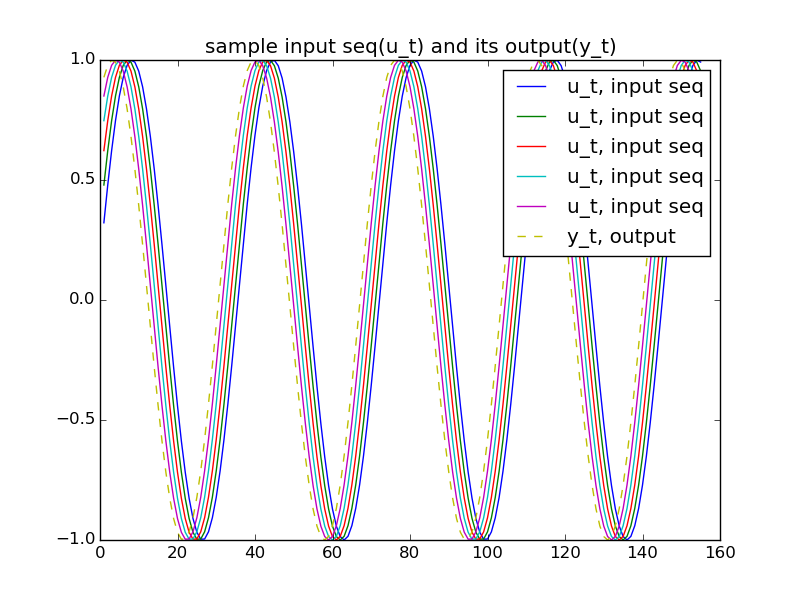 sample input seq(u_t) and its output(y_t)
1.0
0.5
0.0
−0.5
−1.0
u_t, input seq
u_t, input seq
u_t, input seq
u_t, input seq
u_t, input seq
y_t, output
0 20 40 60 80 100 120 140 160